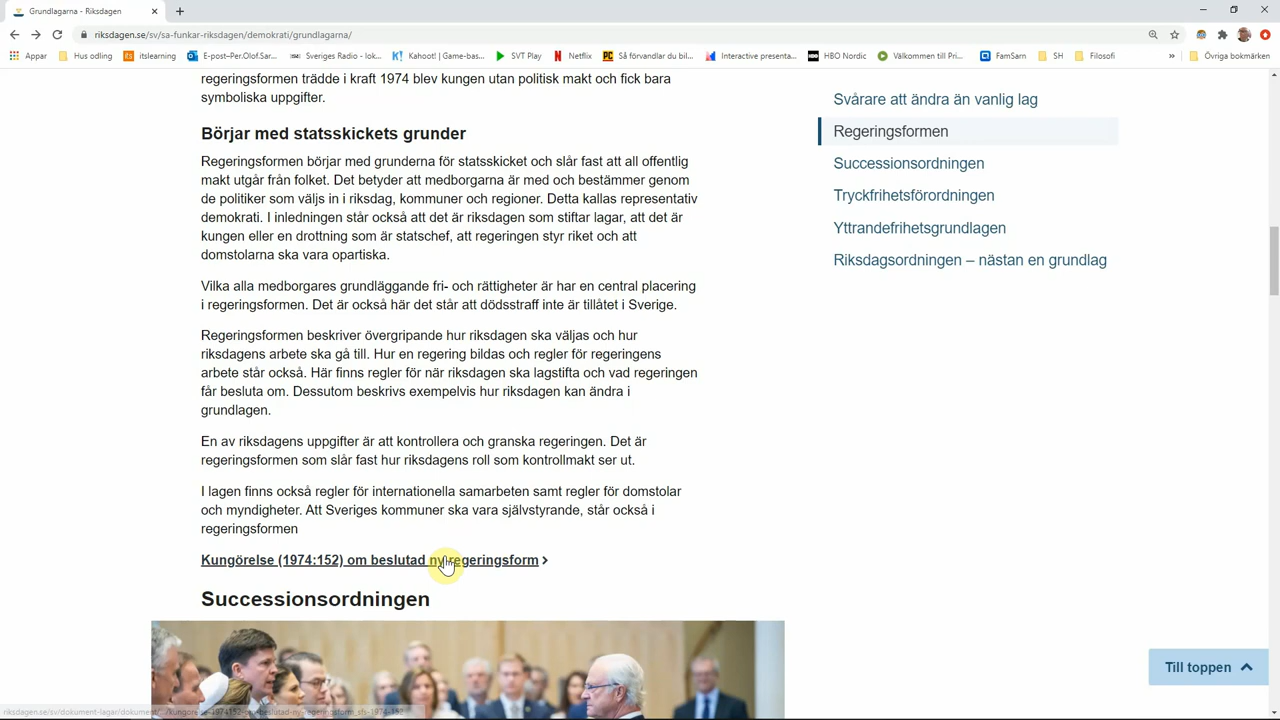 Grundlagarna - Riksdagen
riksdagen.se/sv/sa-funkar-riksdagen/demokrati/grundlagarna/
Appar
Hus odling
itslearning
E-post–Per.Olof.Sar...
Sveriges Radio - lok...
Kahoot! | Game-bas...
SVT Play
Netflix
Så förvandlar du bil...
Interactive presenta...
HBO Nordic
Välkommen till Pri...
FamSarn
SH
Filosofi
»
Övriga bokmärken
regeringsformen trädde i kraft 1974 blev kungen utan politisk makt och fick bara
symboliska uppgifter.
Börjar med statsskickets grunder
Regeringsformen börjar med grunderna för statsskicket och slår fast att all offentlig
makt utgår från folket. Det betyder att medborgarna är med och bestämmer genom
de politiker som väljs in i riksdag, kommuner och regioner. Detta kallas representativ
demokrati. I inledningen står också att det är riksdagen som stiftar lagar, att det är
kungen eller en drottning som är statschef, att regeringen styr riket och att
domstolarna ska vara opartiska.
Vilka alla medborgares grundläggande fri- och rättigheter är har en central placering
i regeringsformen. Det är också här det står att dödsstraff inte är tillåtet i Sverige.
Regeringsformen beskriver övergripande hur riksdagen ska väljas och hur
riksdagens arbete ska gå till. Hur en regering bildas och regler för regeringens
arbete står också. Här finns regler för när riksdagen ska lagstifta och vad regeringen
får besluta om. Dessutom beskrivs exempelvis hur riksdagen kan ändra i
grundlagen.
En av riksdagens uppgifter är att kontrollera och granska regeringen. Det är
regeringsformen som slår fast hur riksdagens roll som kontrollmakt ser ut.
I lagen finns också regler för internationella samarbeten samt regler för domstolar
och myndigheter. Att Sveriges kommuner ska vara självstyrande, står också i
regeringsformen
Kungörelse (1974:152) om beslutad ny regeringsform
Successionsordningen
Svårare att ändra än vanlig lag
Regeringsformen
Successionsordningen
Tryckfrihetsförordningen
Yttrandefrihetsgrundlagen
Riksdagsordningen – nästan en grundlag
Till toppen
riksdagen.se/sv/dokument-lagar/dokument/.../kungorelse-1974152-om-beslutad-ny-regeringsform_sfs-1974-152